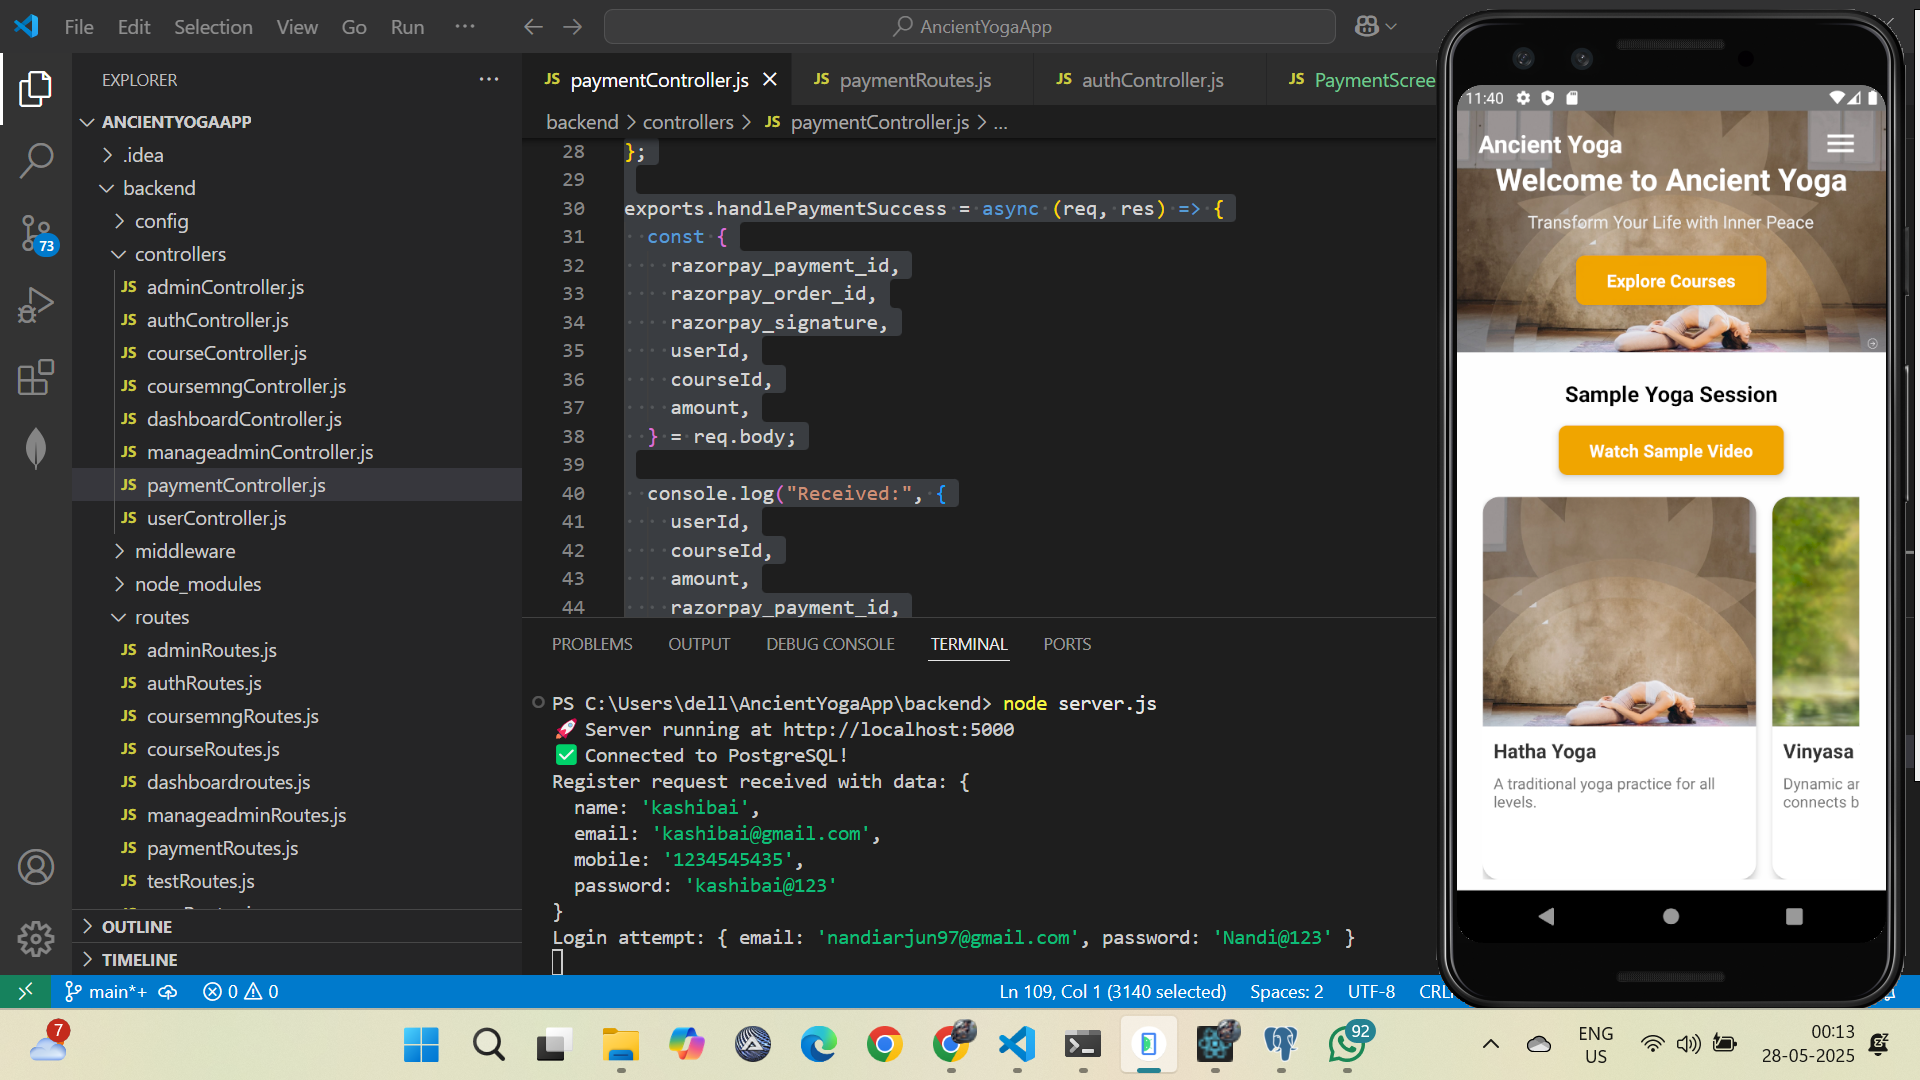 File Edit Selection View Go Run ···
AncientYogaApp
EXPLORER ···
ANCIENTYOGAAPP
.idea
backend
config
controllers
JS adminController.js
JS authController.js
JS courseController.js
JS coursemngController.js
JS dashboardController.js
JS manageadminController.js
JS paymentController.js
JS userController.js
middleware
node_modules
routes
JS adminRoutes.js
JS authRoutes.js
JS coursemngRoutes.js
JS courseRoutes.js
JS dashboardroutes.js
JS manageadminRoutes.js
JS paymentRoutes.js
JS testRoutes.js
OUTLINE
TIMELINE
73
JS paymentController.js JS paymentRoutes.js JS authController.js JS PaymentScree
backend > controllers > JS paymentController.js > ...
28 };
29
30 exports.handlePaymentSuccess = async (req, res) => {
31 const {
32 razorpay_payment_id,
33 razorpay_order_id,
34 razorpay_signature,
35 userId,
36 courseId,
37 amount,
38 } = req.body;
39
40 console.log("Received:", {
41 userId,
42 courseId,
43 amount,
44 razorpay_payment_id,
PROBLEMS OUTPUT DEBUG CONSOLE TERMINAL PORTS
PS C:\Users\dell\AncientYogaApp\backend> node server.js
🚀 Server running at http://localhost:5000
✅ Connected to PostgreSQL!
Register request received with data: {
name: 'kashibai',
email: 'kashibai@gmail.com',
mobile: '1234545435',
password: 'kashibai@123'
}
Login attempt: { email: 'nandiarjun97@gmail.com', password: 'Nandi@123' }
main*+ 0 0 Ln 109, Col 1 (3140 selected) Spaces: 2 UTF-8
11:40
Ancient Yoga
Welcome to Ancient Yoga
Transform Your Life with Inner Peace
Explore Courses
Sample Yoga Session
Watch Sample Video
Hatha Yoga
A traditional yoga practice for all
levels.
Vinyasa
Dynamic
connects b
7
92
ENG
US
00:13
28-05-2025